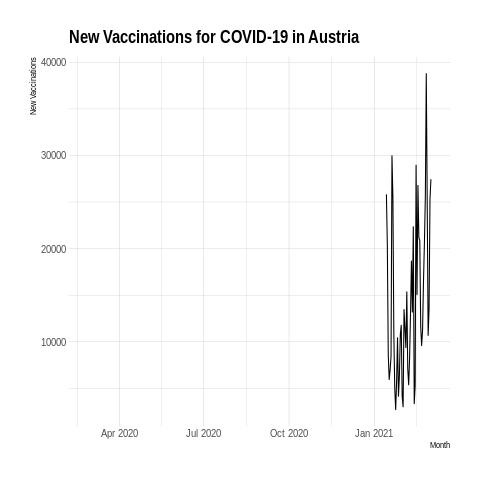 New Vaccinations for COVID-19 in Austria
New Vaccinations
40000
30000
20000
10000
Apr 2020 Jul 2020 Oct 2020 Jan 2021
Month